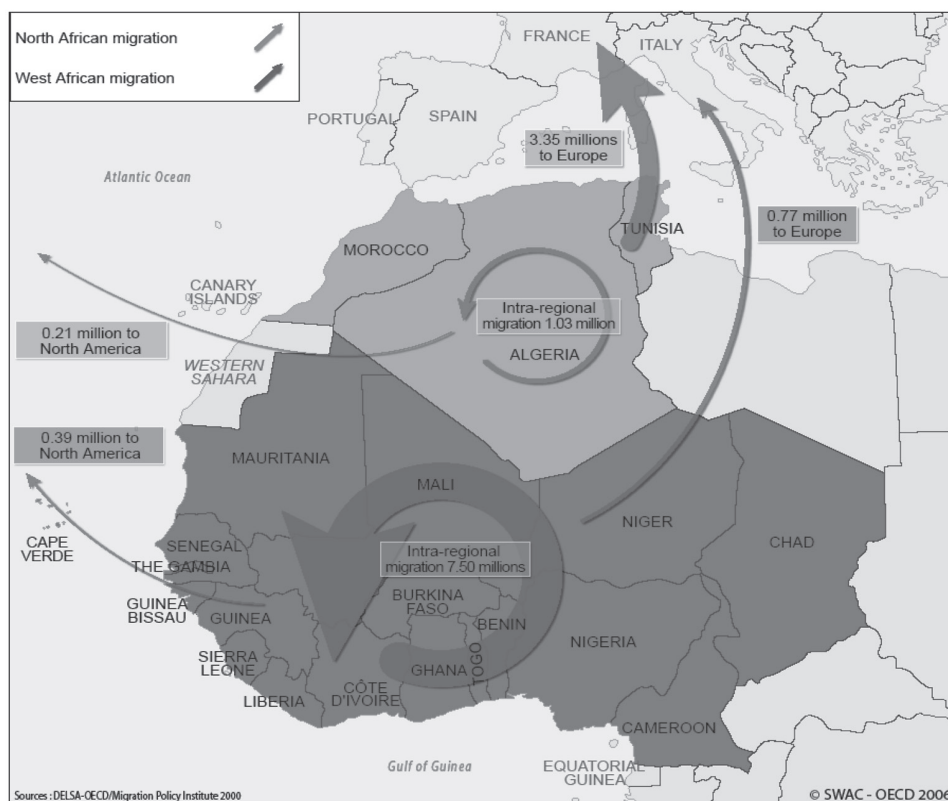 North African migration
West African migration
FRANCE
ITALY
PORTUGAL
SPAIN
3.35 millions
to Europe
Atlantic Ocean
0.77 million
to Europe
TUNISIA
MOROCCO
CANARY
ISLANDS
Intra-regional
migration 1.03 million
0.21 million to
North America
ALGERIA
WESTERN
SAHARA
0.39 million to
North America
MAURITANIA
MALI
NIGER
CHAD
CAPE
VERDE
SENEGAL
THE GAMBIA
Intra-regional
migration 7.50 millions
GUINEA
BISSAU
GUINEA
BURKINA
FASO
BENIN
NIGERIA
SIERRA
LEONE
GHANA
TOGO
LIBERIA
CÔTE
D'IVOIRE
CAMEROON
Gulf of Guinea
EQUATORIAL
GUINEA
Sources : DELSA-OECD/Migration Policy Institute 2000
© SWAC - OECD 2006